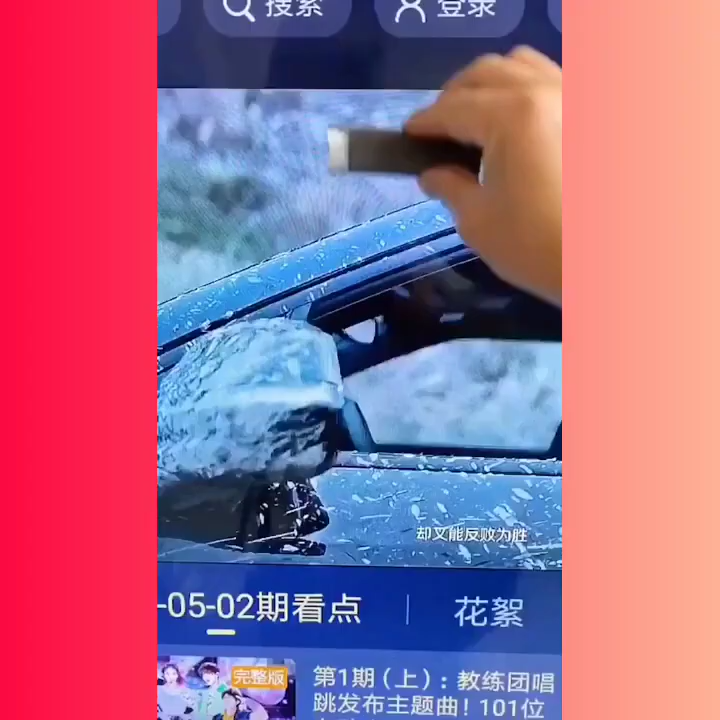 搜索
登录
却又能反败为胜
-05-02期看点
花絮
完整版
第1期（上）：教练团唱
跳发布主题曲！101位